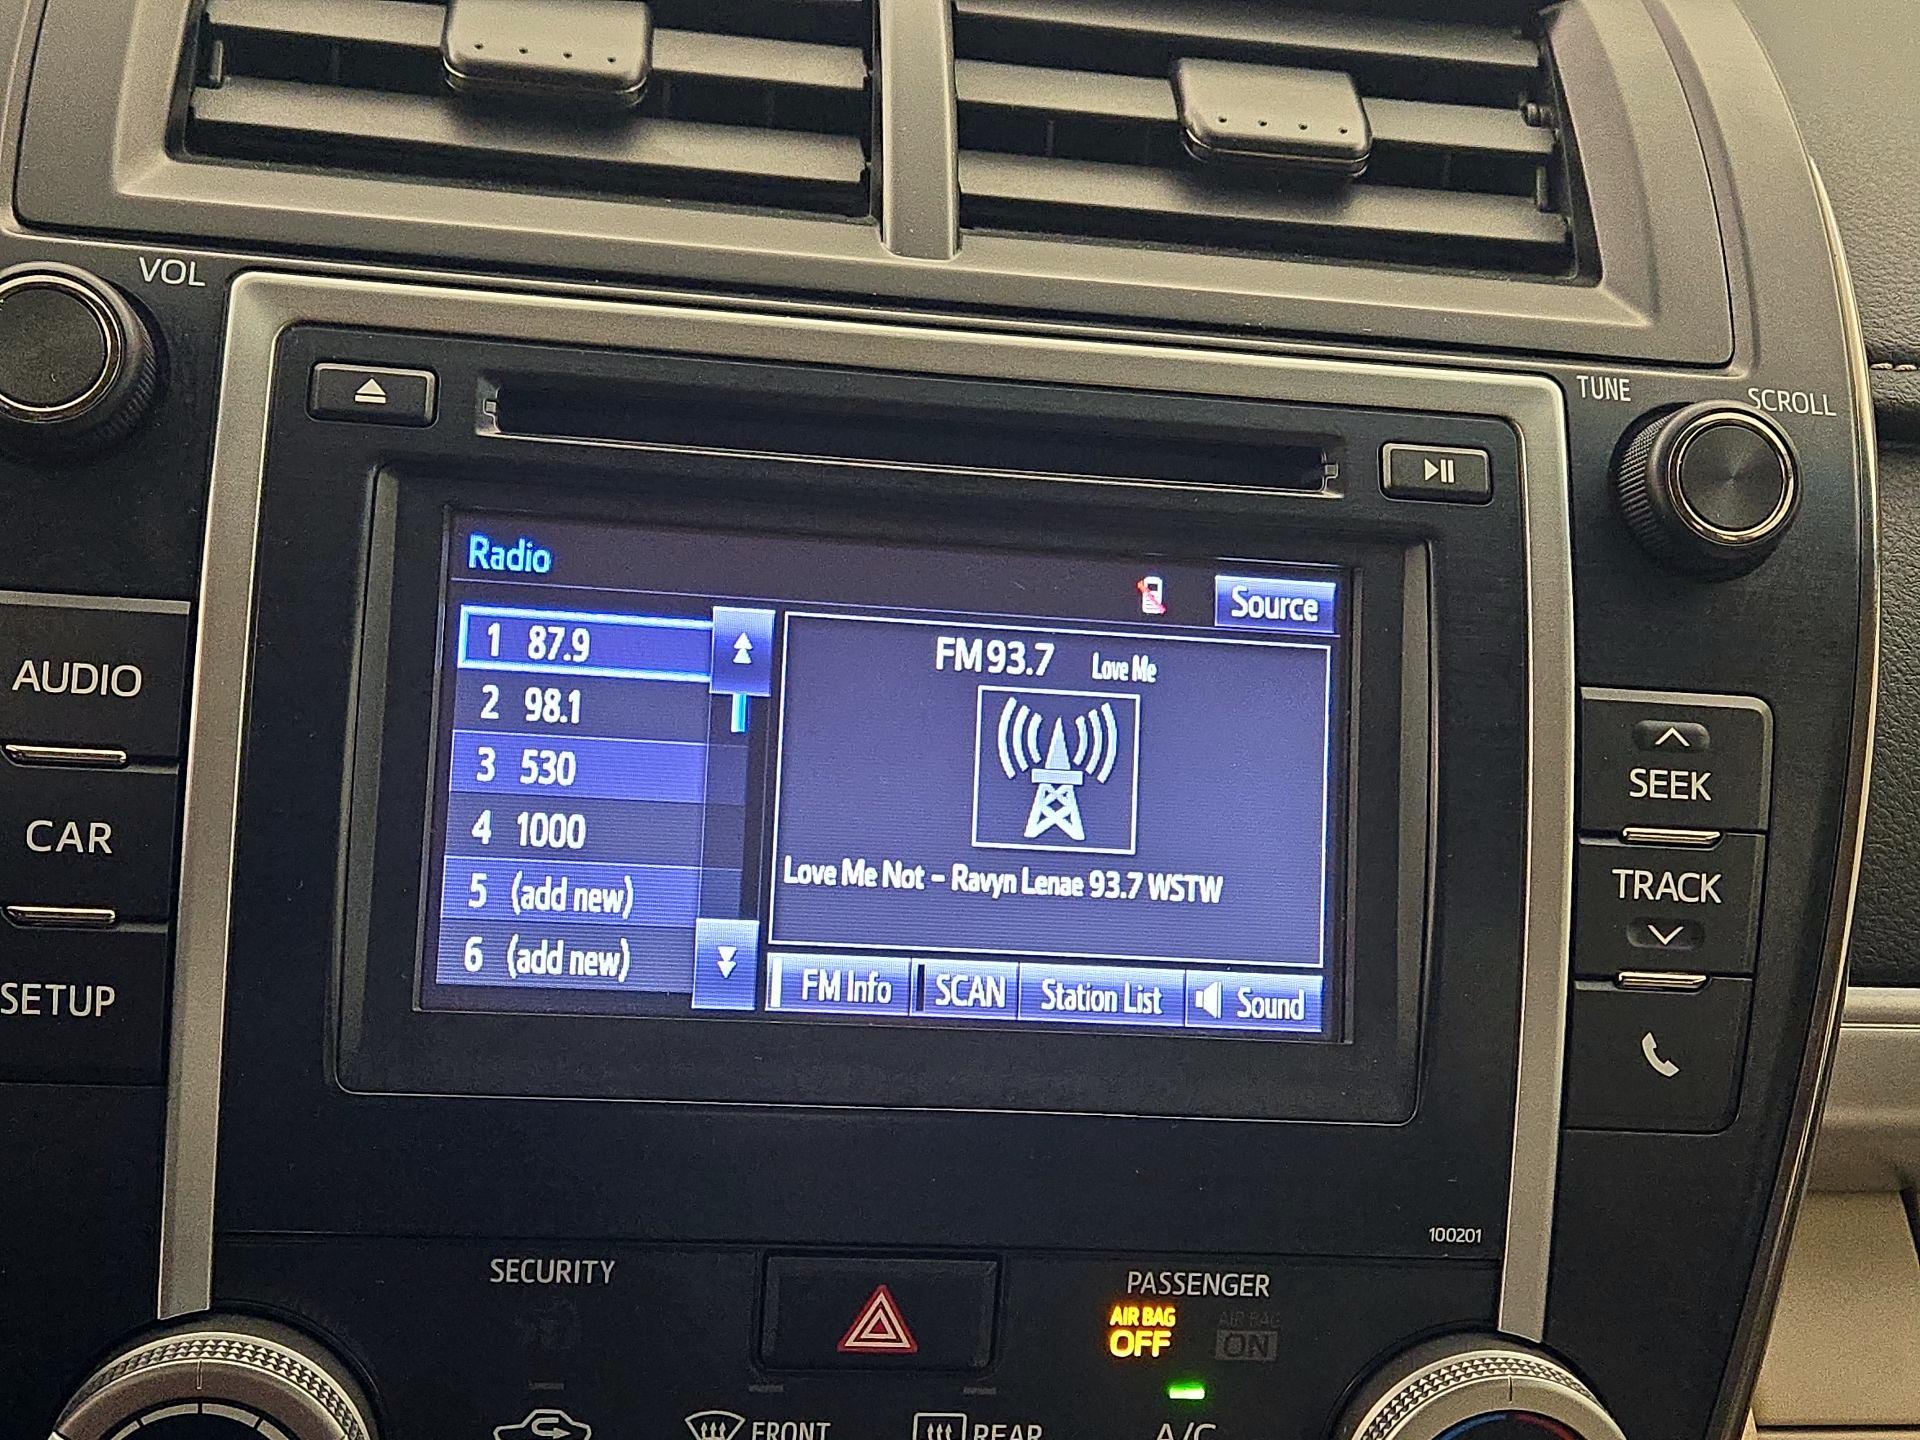 VOL
TUNE
SCROLL
Radio
Source
1 87.9
2 98.1
3 530
4 1000
5 (add new)
6 (add new)
FM 93.7 Love Me
Love Me Not - Ravyn Lenae 93.7 WSTW
FM Info
SCAN
Station List
Sound
AUDIO
CAR
SETUP
SEEK
TRACK
100201
SECURITY
PASSENGER
AIR BAG
OFF
AIR BAG
ON
FRONT
REAR
A/C